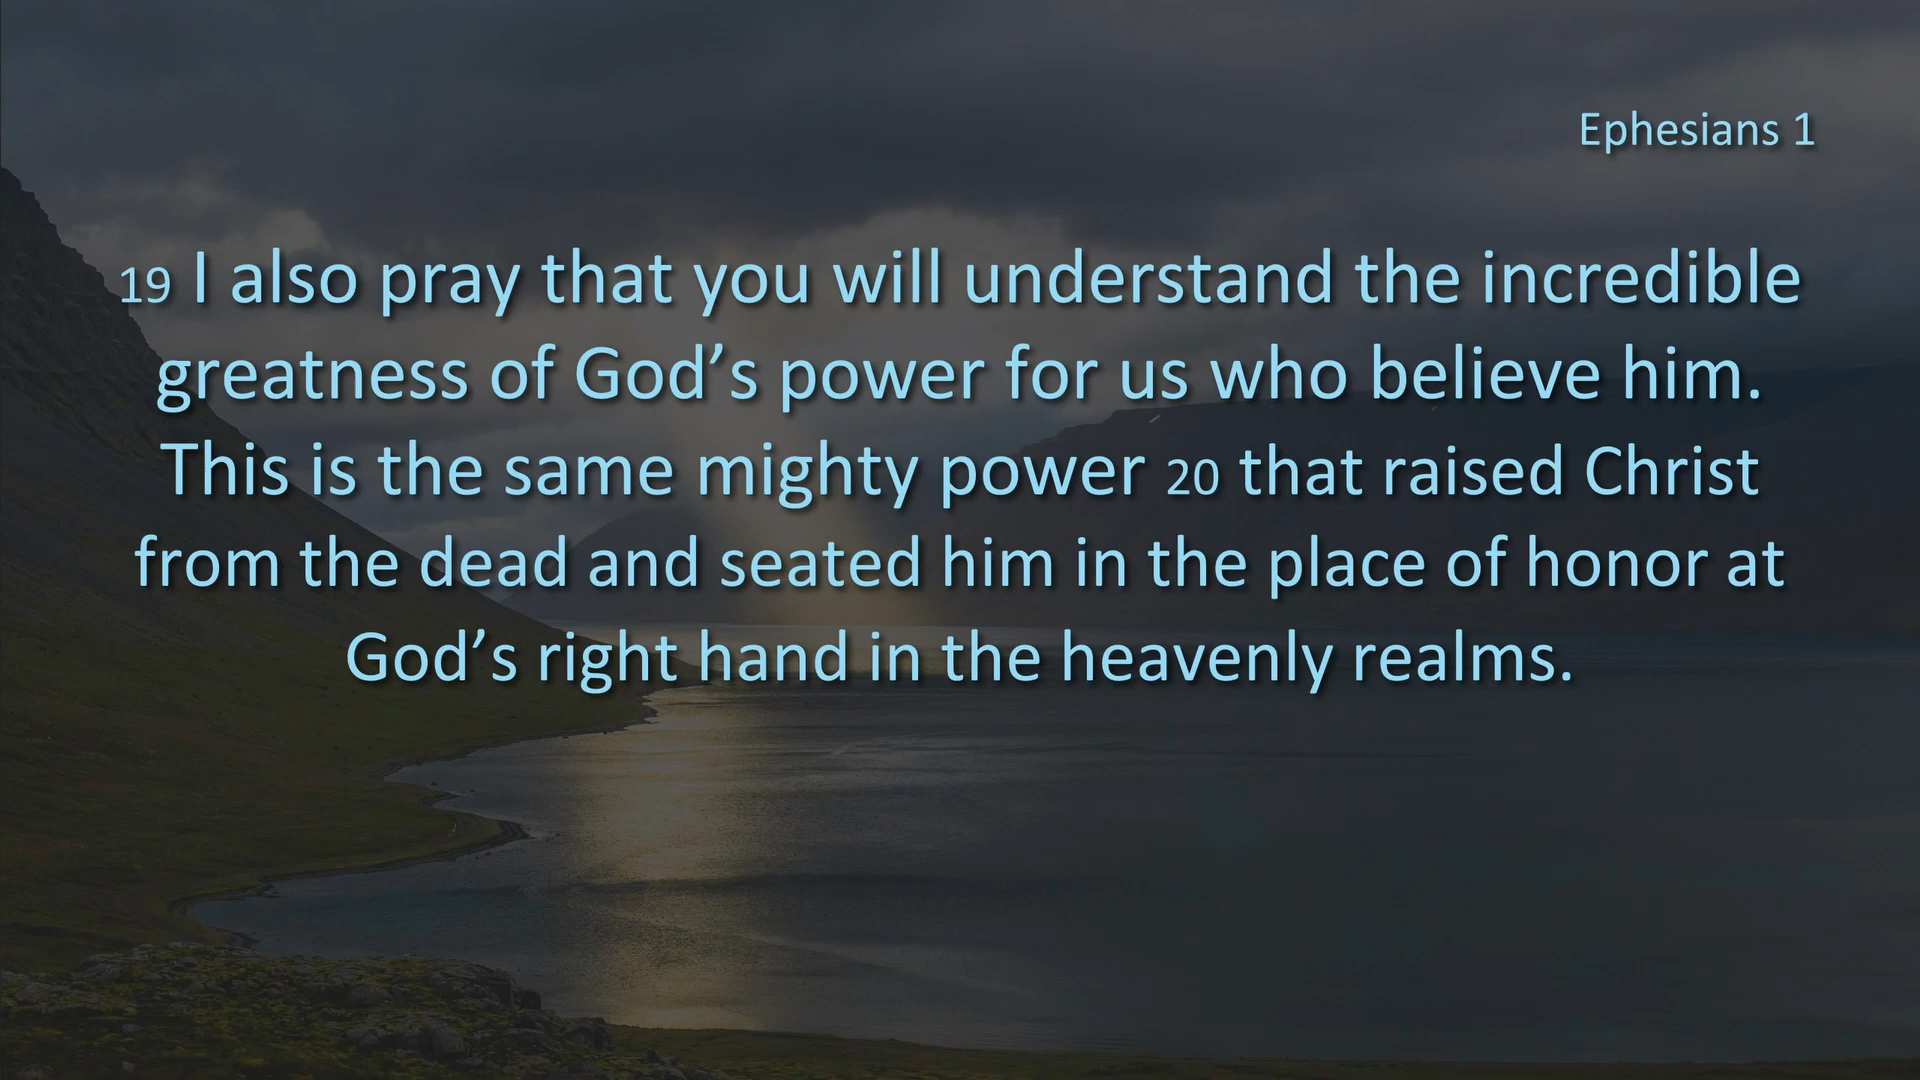 Ephesians 1
19 I also pray that you will understand the incredible
greatness of God’s power for us who believe him.
This is the same mighty power 20 that raised Christ
from the dead and seated him in the place of honor at
God’s right hand in the heavenly realms.